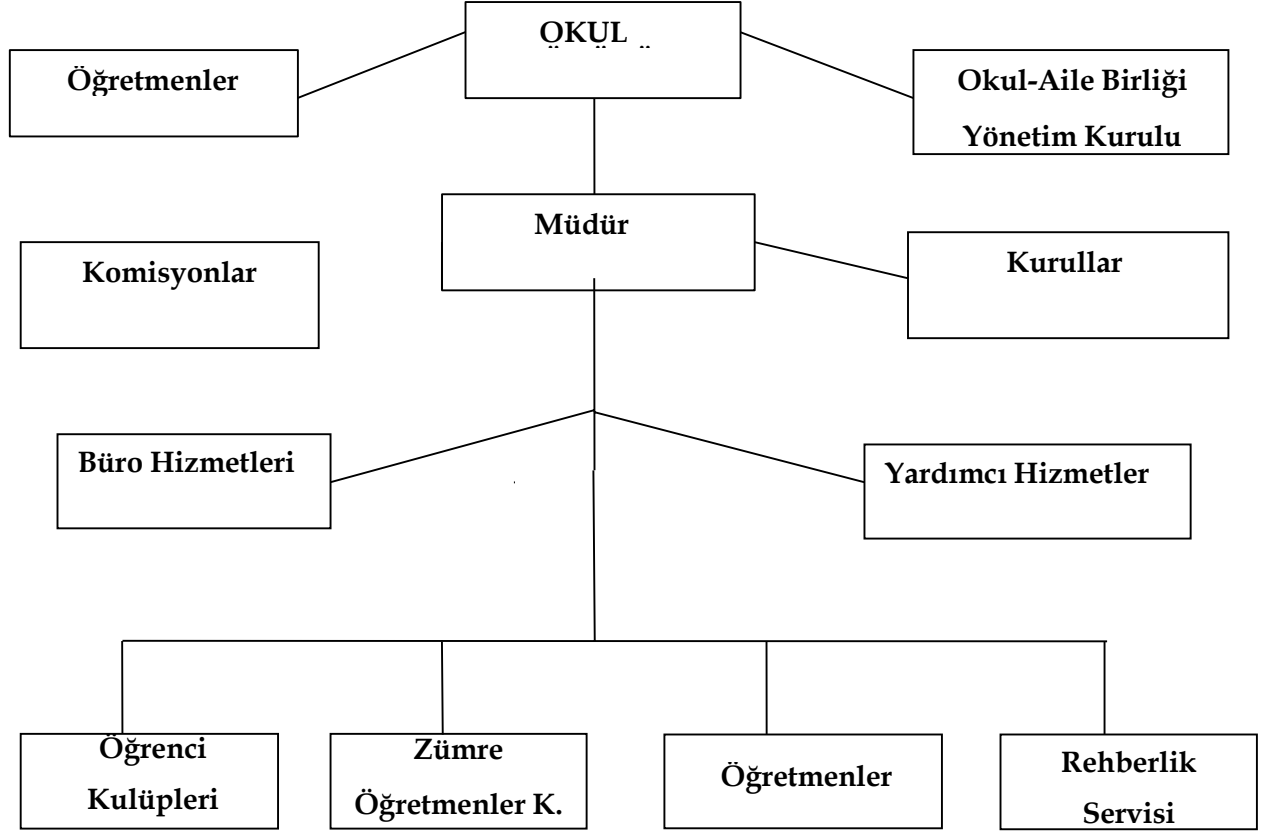 OKUL
Öğretmenler
Okul-Aile Birliği
Yönetim Kurulu
Müdür
Komisyonlar
Kurullar
Büro Hizmetleri
Yardımcı Hizmetler
Öğrenci
Kulüpleri
Zümre
Öğretmenler K.
Öğretmenler
Rehberlik
Servisi